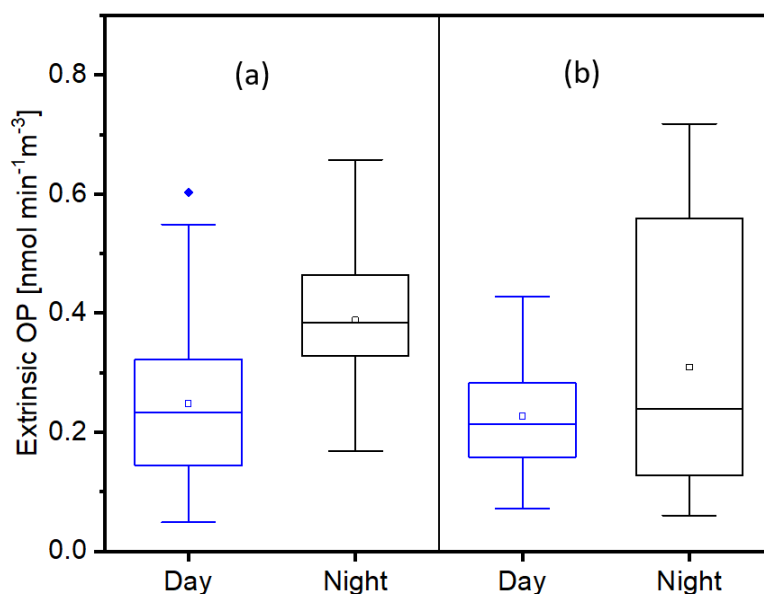 (a)
(b)
Extrinsic OP [nmol min⁻¹m⁻³]
0.8
0.6
0.4
0.2
0.0
Day
Night
Day
Night